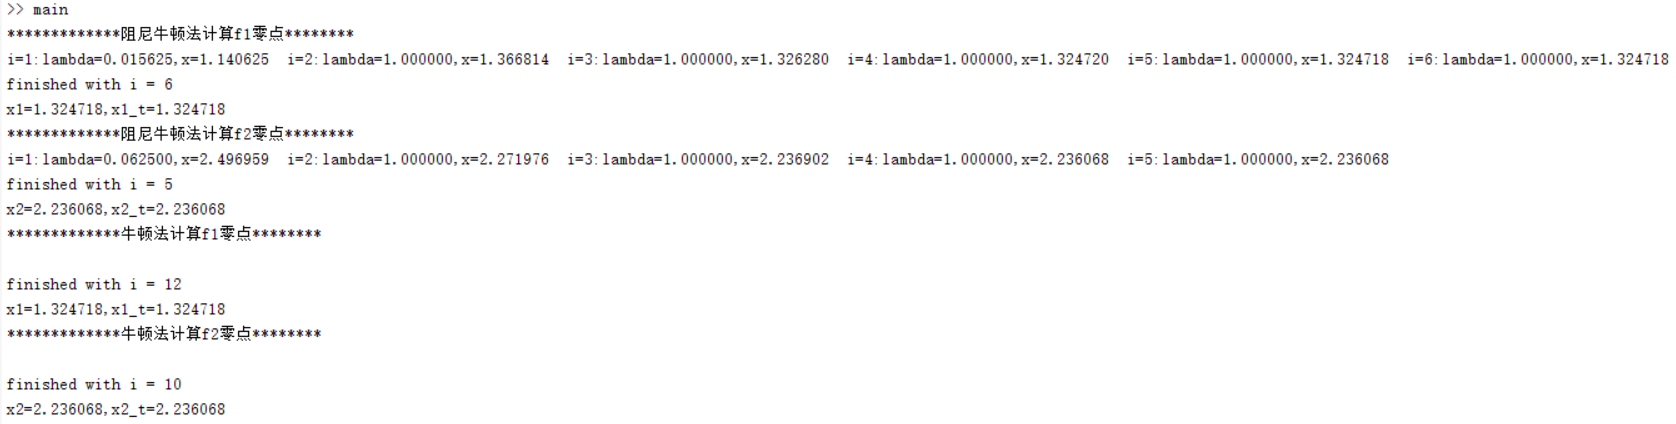 >> main
*************阻尼牛顿法计算f1零点********
i=1:lambda=0.015625,x=1.140625  i=2:lambda=1.000000,x=1.366814  i=3:lambda=1.000000,x=1.326280  i=4:lambda=1.000000,x=1.324720  i=5:lambda=1.000000,x=1.324718  i=6:lambda=1.000000,x=1.324718
finished with i = 6
x1=1.324718,x1_t=1.324718
*************阻尼牛顿法计算f2零点********
i=1:lambda=0.062500,x=2.496959  i=2:lambda=1.000000,x=2.271976  i=3:lambda=1.000000,x=2.236902  i=4:lambda=1.000000,x=2.236068  i=5:lambda=1.000000,x=2.236068
finished with i = 5
x2=2.236068,x2_t=2.236068
*************牛顿法计算f1零点********
finished with i = 12
x1=1.324718,x1_t=1.324718
*************牛顿法计算f2零点********
finished with i = 10
x2=2.236068,x2_t=2.236068